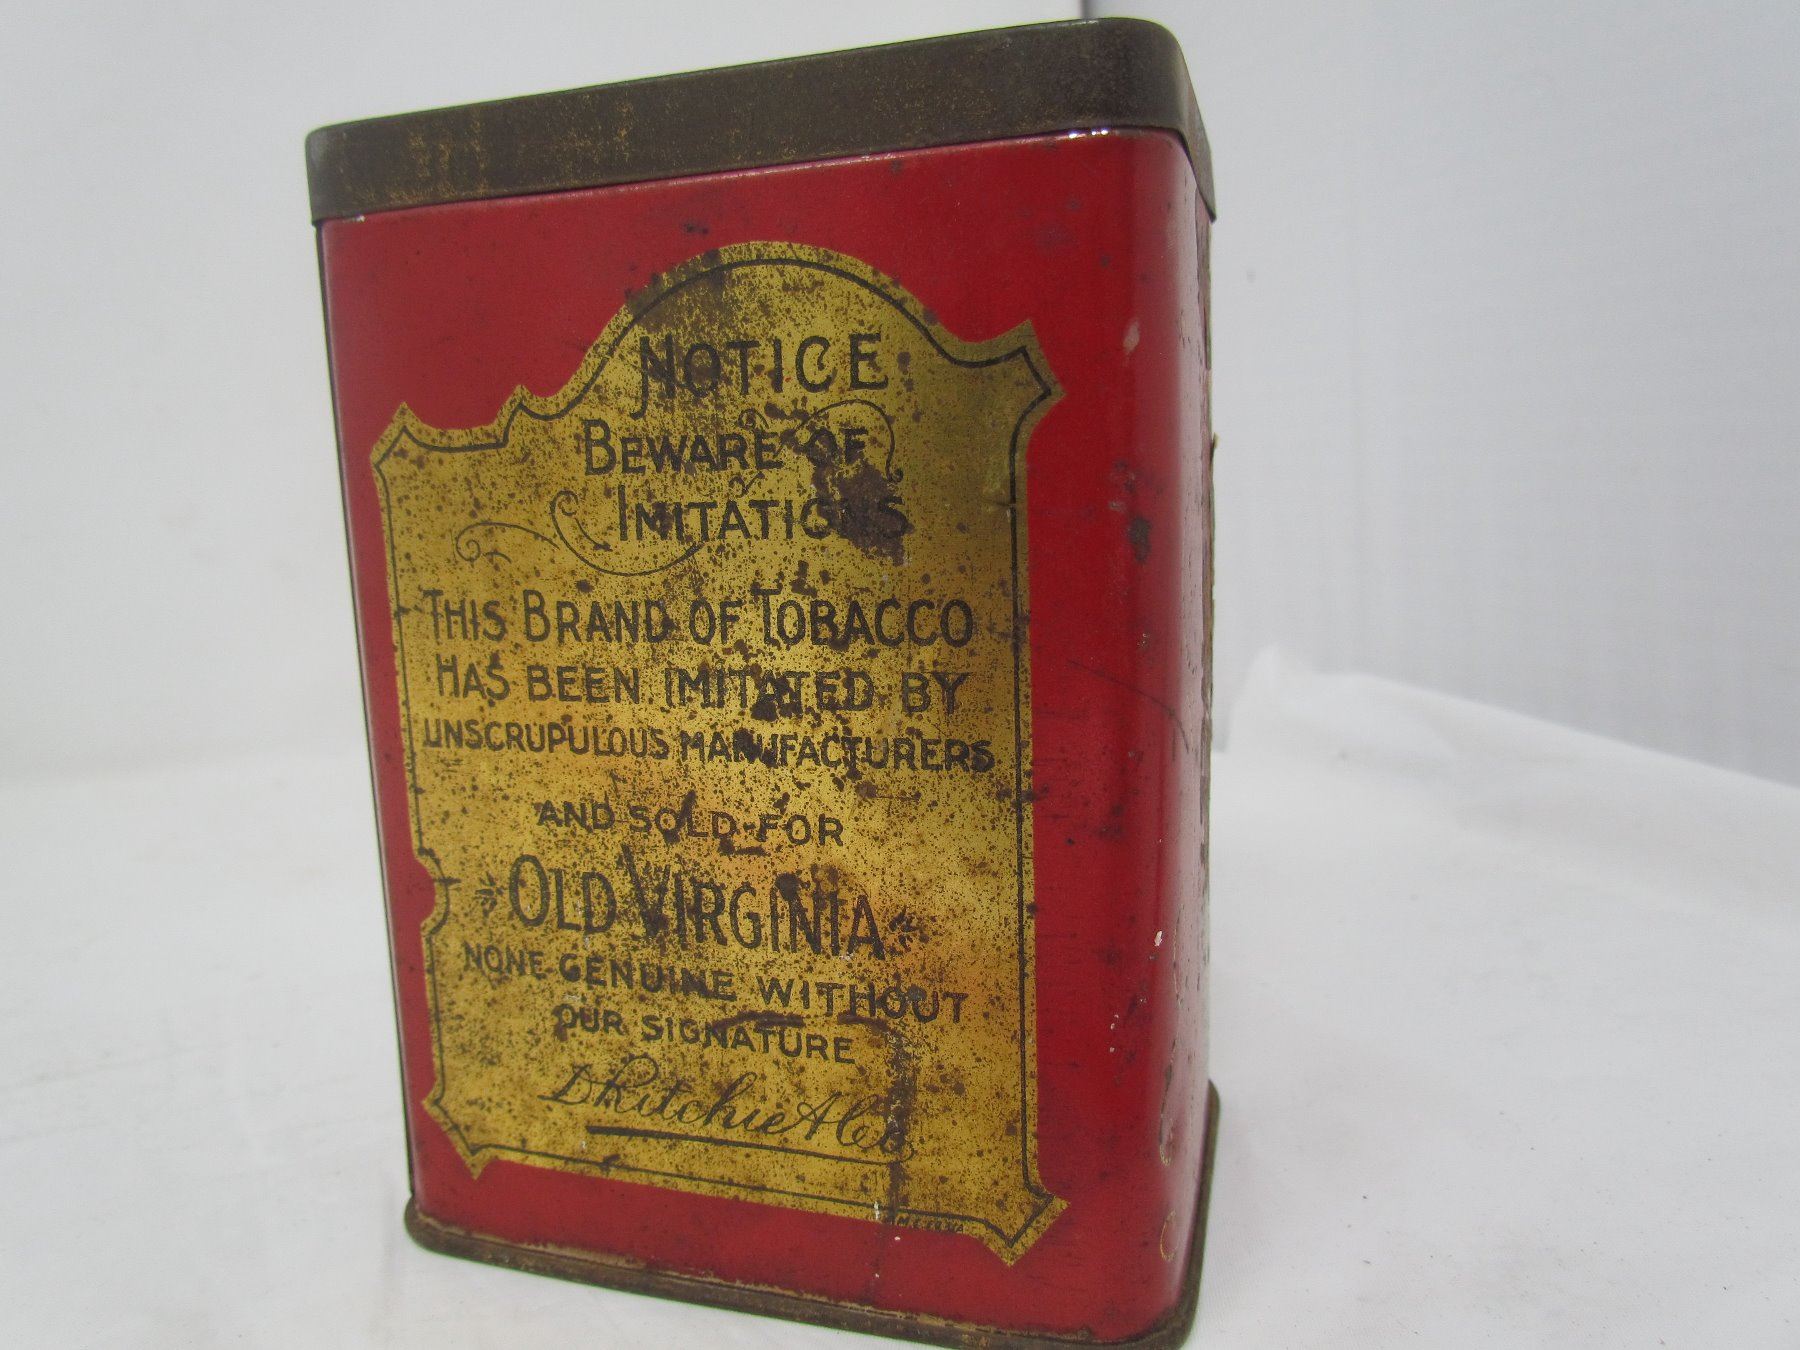 NOTICE
BEWARE OF
IMITATIONS
THIS BRAND OF TOBACCO
HAS BEEN IMITATED BY
UNSCRUPULOUS MANUFACTURERS
AND SOLD FOR
OLD VIRGINIA
NONE GENUINE WITHOUT
OUR SIGNATURE
D Ritchie & Co